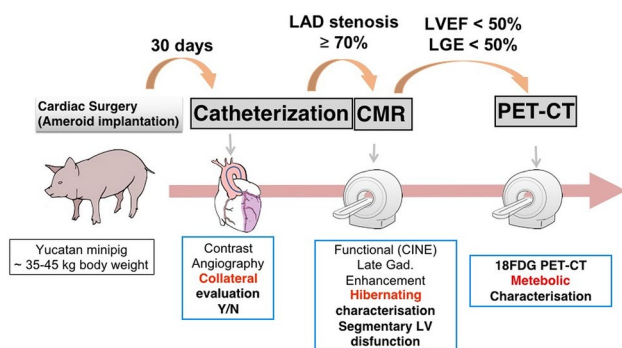 LAD stenosis
≥ 70%
LVEF < 50%
LGE < 50%
30 days
Cardiac Surgery
(Ameroid implantation)
Catheterization
CMR
PET-CT
Yucatan minipig
~ 35-45 kg body weight
Contrast
Angiography
Collateral
evaluation
Y/N
Functional (CINE)
Late Gad.
Enhancement
Hibernating
characterisation
Segmentary LV
disfunction
18FDG PET-CT
Metebolic
Characterisation